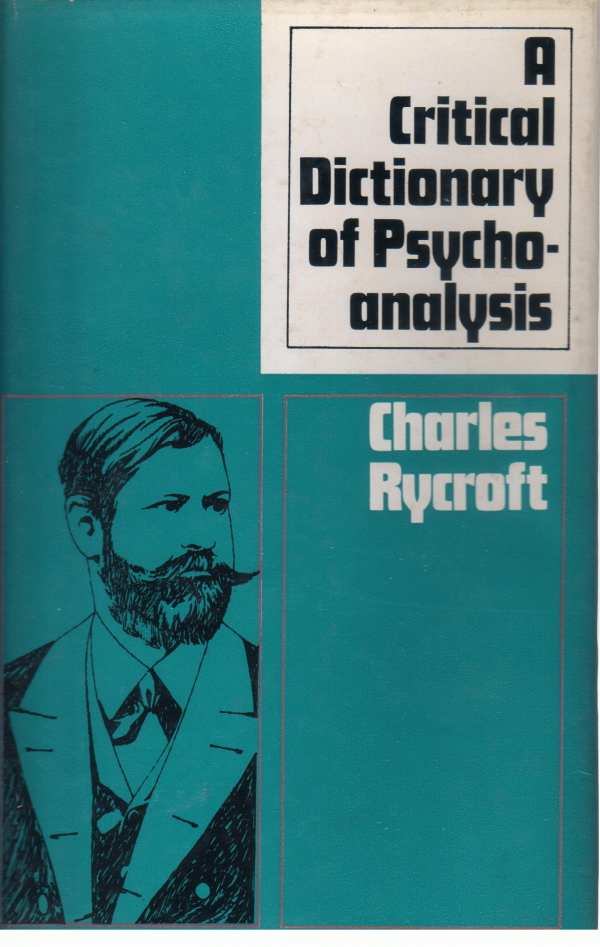 A
Critical
Dictionary
of Psycho-
analysis
Charles
Rycroft